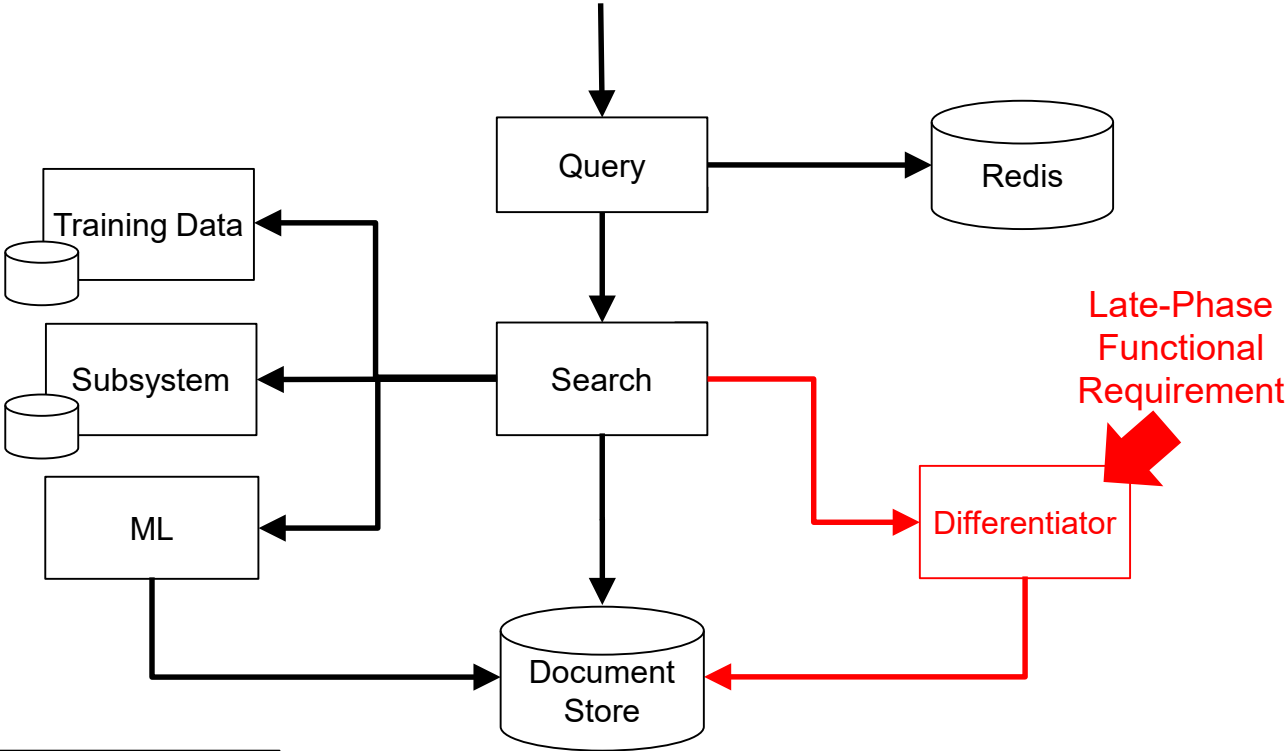 Query
Redis
Training Data
Late-Phase
Functional
Requirement
Subsystem
Search
ML
Differentiator
Document
Store